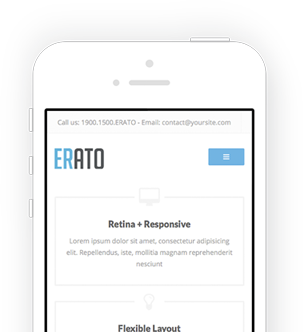 Call us: 1900.1500.ERATO - Email: contact@yoursite.com
ERATO
Retina + Responsive
Lorem ipsum dolor sit amet, consectetur adipisicing
elit. Repellendus, iste, mollitia magnam reprehenderit
nesciunt
Flexible Layout